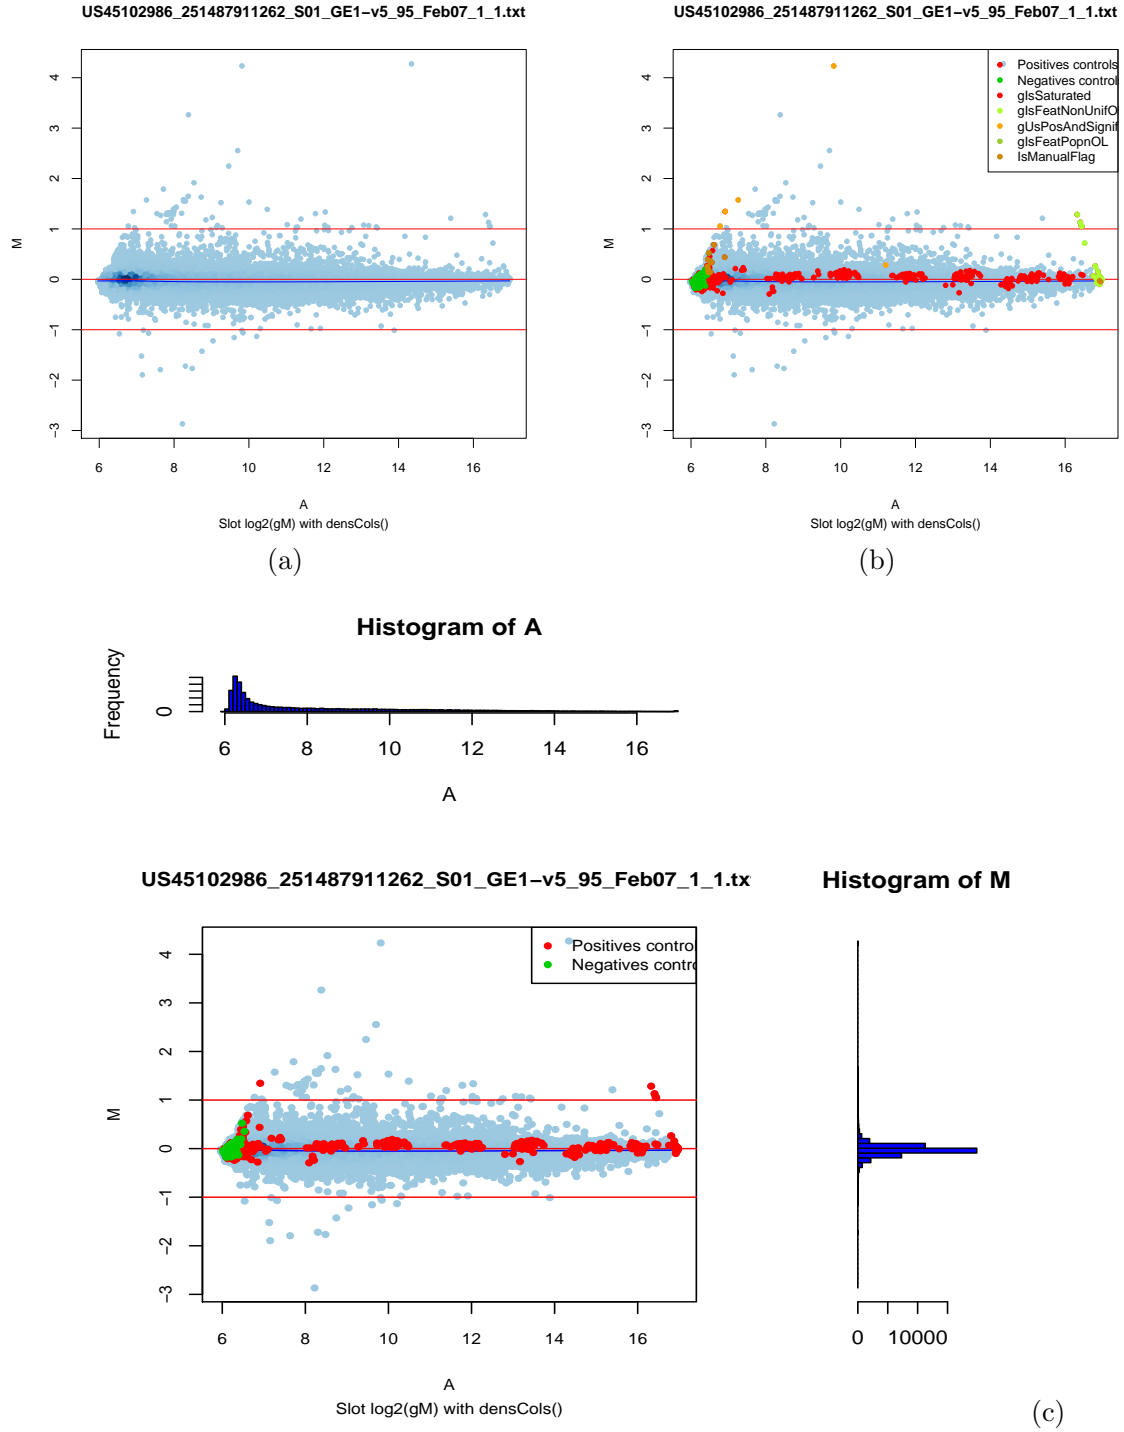 US45102986_251487911262_S01_GE1−v5_95_Feb07_1_1.txt
4
3
2
1
0
−1
−2
−3
M
6 8 10 12 14 16
A
Slot log2(gM) with densCols()
(a)
US45102986_251487911262_S01_GE1−v5_95_Feb07_1_1.txt
Positives controls
Negatives control
gIsSaturated
gIsFeatNonUnifO
gUsPosAndSignif
gIsFeatPopnOL
IsManualFlag
4
3
2
1
0
−1
−2
−3
M
6 8 10 12 14 16
A
Slot log2(gM) with densCols()
(b)
Histogram of A
Frequency
0
6 8 10 12 14 16
A
US45102986_251487911262_S01_GE1−v5_95_Feb07_1_1.tx
Positives contro
Negatives contro
4
3
2
1
0
−1
−2
−3
M
6 8 10 12 14 16
A
Slot log2(gM) with densCols()
Histogram of M
0 10000
(c)